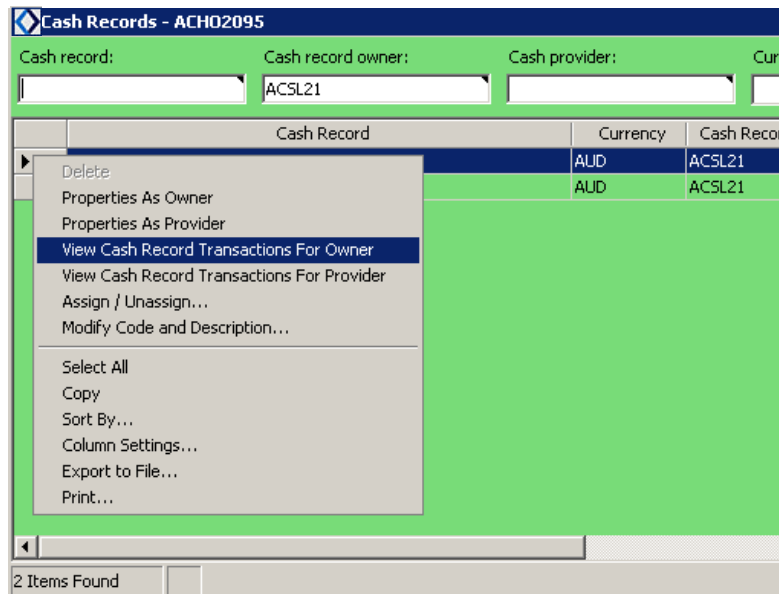 Cash Records - ACHO2095
Cash record: Cash record owner: Cash provider: Cur
ACSL21
Cash Record Currency Cash Reco
AUD ACSL21
AUD ACSL21
Delete
Properties As Owner
Properties As Provider
View Cash Record Transactions For Owner
View Cash Record Transactions For Provider
Assign / Unassign...
Modify Code and Description...
Select All
Copy
Sort By...
Column Settings...
Export to File...
Print...
2 Items Found